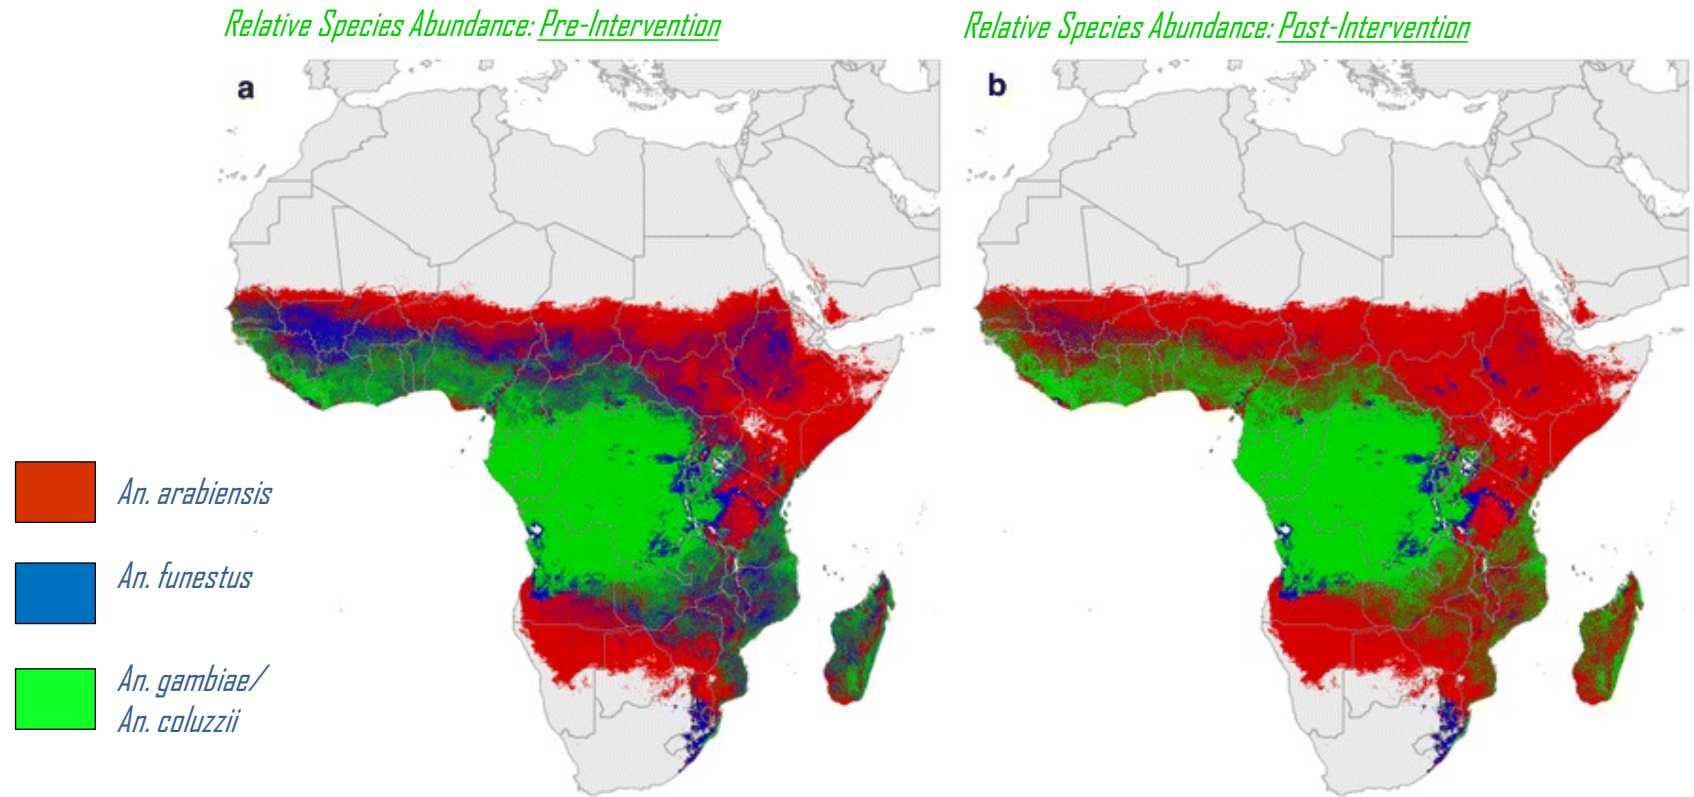 Relative Species Abundance: Pre-Intervention
Relative Species Abundance: Post-Intervention
a
b
An. arabiensis
An. funestus
An. gambiae/
An. coluzzii